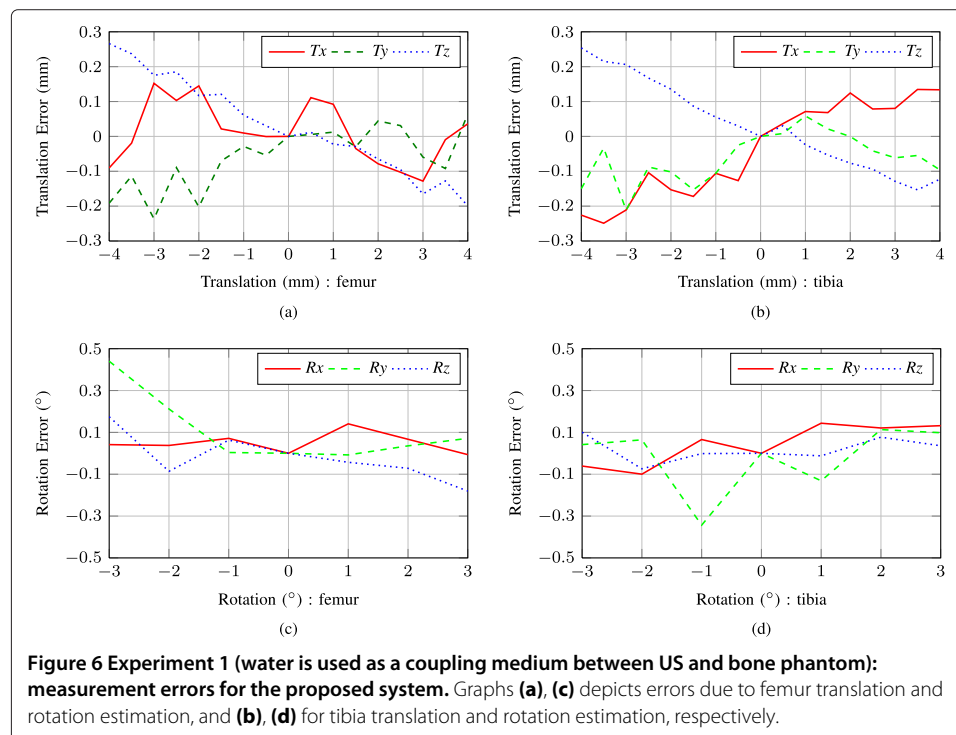 0.3
0.2
0.1
0
−0.1
−0.2
−0.3
Translation Error (mm)
Tx Ty Tz
−4 −3 −2 −1 0 1 2 3 4
Translation (mm) : femur
(a)
0.3
0.2
0.1
0
−0.1
−0.2
−0.3
Translation Error (mm)
Tx Ty Tz
−4 −3 −2 −1 0 1 2 3 4
Translation (mm) : tibia
(b)
0.5
0.3
0.1
−0.1
−0.3
−0.5
Rotation Error (°)
Rx Ry Rz
−3 −2 −1 0 1 2 3
Rotation (°) : femur
(c)
0.5
0.3
0.1
−0.1
−0.3
−0.5
Rotation Error (°)
Rx Ry Rz
−3 −2 −1 0 1 2 3
Rotation (°) : tibia
(d)
Figure 6 Experiment 1 (water is used as a coupling medium between US and bone phantom):
measurement errors for the proposed system. Graphs (a), (c) depicts errors due to femur translation and
rotation estimation, and (b), (d) for tibia translation and rotation estimation, respectively.